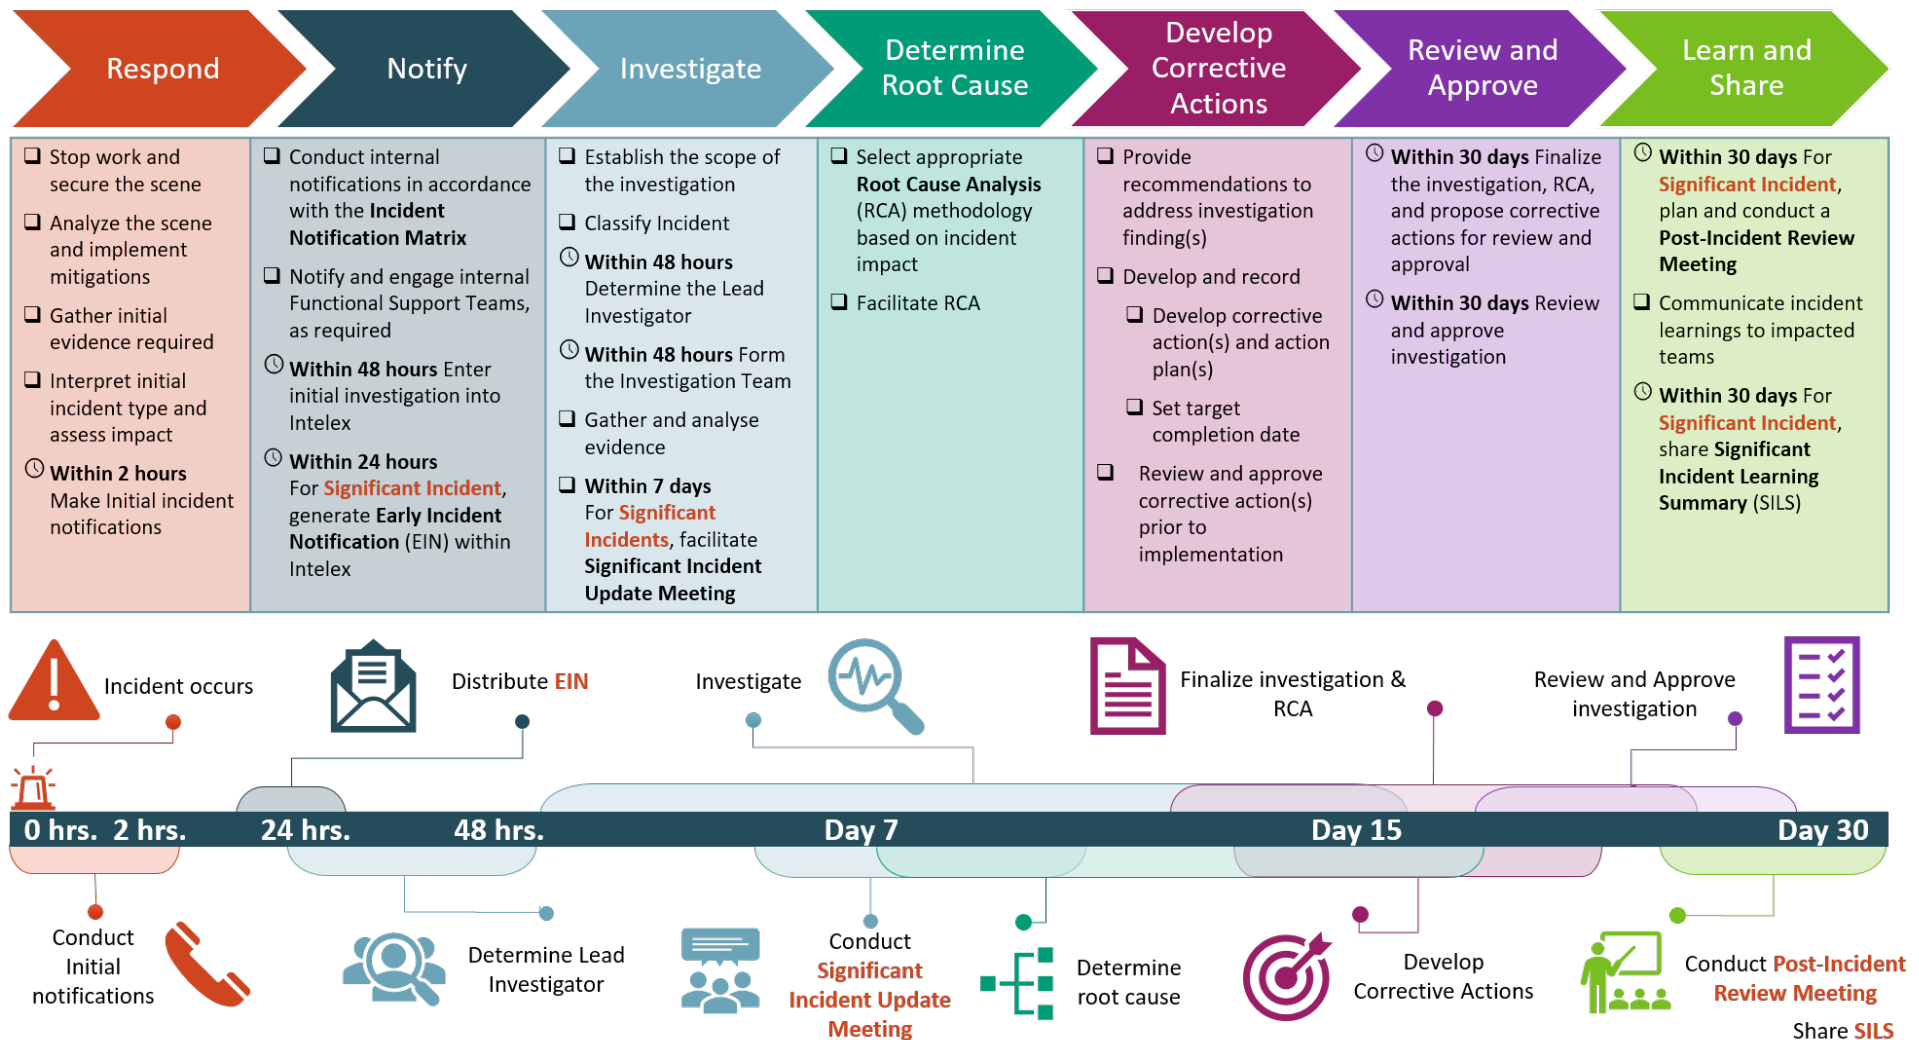 Respond
Notify
Investigate
Determine
Root Cause
Develop
Corrective
Actions
Review and
Approve
Learn and
Share
Stop work and
secure the scene
Analyze the scene
and implement
mitigations
Gather initial
evidence required
Interpret initial
incident type and
assess impact
Within 2 hours
Make Initial incident
notifications
Conduct internal
notifications in accordance
with the Incident
Notification Matrix
Notify and engage internal
Functional Support Teams,
as required
Within 48 hours Enter
initial investigation into
Intelex
Within 24 hours
For Significant Incident,
generate Early Incident
Notification (EIN) within
Intelex
Establish the scope of
the investigation
Classify Incident
Within 48 hours
Determine the Lead
Investigator
Within 48 hours Form
the Investigation Team
Gather and analyse
evidence
Within 7 days
For Significant
Incidents, facilitate
Significant Incident
Update Meeting
Select appropriate
Root Cause Analysis
(RCA) methodology
based on incident
impact
Facilitate RCA
Provide
recommendations to
address investigation
finding(s)
Develop and record
Develop corrective
action(s) and action
plan(s)
Set target
completion date
Review and approve
corrective action(s)
prior to
implementation
Within 30 days Finalize
the investigation, RCA,
and propose corrective
actions for review and
approval
Within 30 days Review
and approve
investigation
Within 30 days For
Significant Incident,
plan and conduct a
Post-Incident Review
Meeting
Communicate incident
learnings to impacted
teams
Within 30 days For
Significant Incident,
share Significant
Incident Learning
Summary (SILS)
Incident occurs
Distribute EIN
Investigate
Finalize investigation &
RCA
Review and Approve
investigation
0 hrs. 2 hrs. 24 hrs. 48 hrs. Day 7 Day 15 Day 30
Conduct
Initial
notifications
Determine Lead
Investigator
Conduct
Significant
Incident Update
Meeting
Determine
root cause
Develop
Corrective Actions
Conduct Post-Incident
Review Meeting
Share SILS